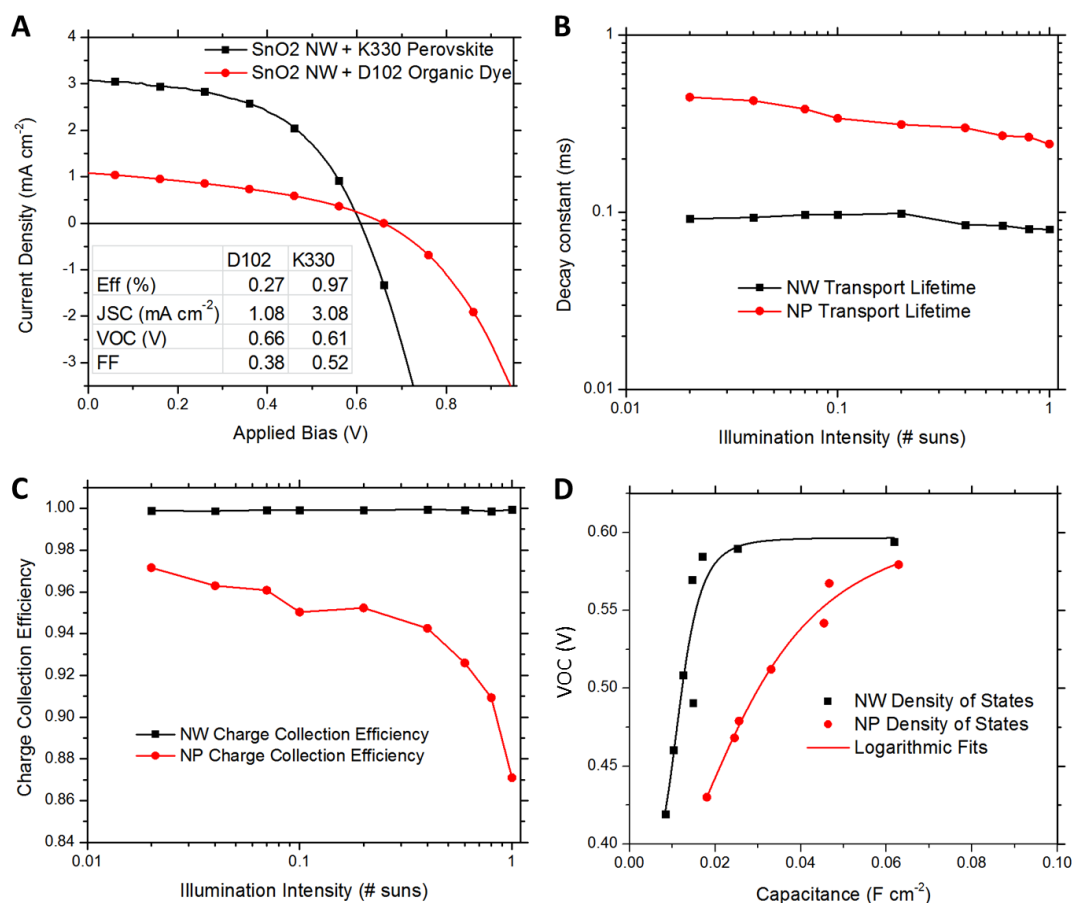 A
SnO2 NW + K330 Perovskite
SnO2 NW + D102 Organic Dye
4
3
2
1
0
-1
-2
-3
Current Density (mA cm-2)
D102 K330
Eff (%) 0.27 0.97
JSC (mA cm-2) 1.08 3.08
VOC (V) 0.66 0.61
FF 0.38 0.52
0.0 0.2 0.4 0.6 0.8
Applied Bias (V)
B
1
0.1
0.01
Decay constant (ms)
NW Transport Lifetime
NP Transport Lifetime
0.01 0.1 1
Illumination Intensity (# suns)
C
1.00
0.98
0.96
0.94
0.92
0.90
0.88
0.86
0.84
Charge Collection Efficiency
NW Charge Collection Efficiency
NP Charge Collection Efficiency
0.01 0.1 1
Illumination Intensity (# suns)
D
0.60
0.55
0.50
0.45
0.40
VOC (V)
NW Density of States
NP Density of States
Logarithmic Fits
0.00 0.02 0.04 0.06 0.08 0.10
Capacitance (F cm-2)